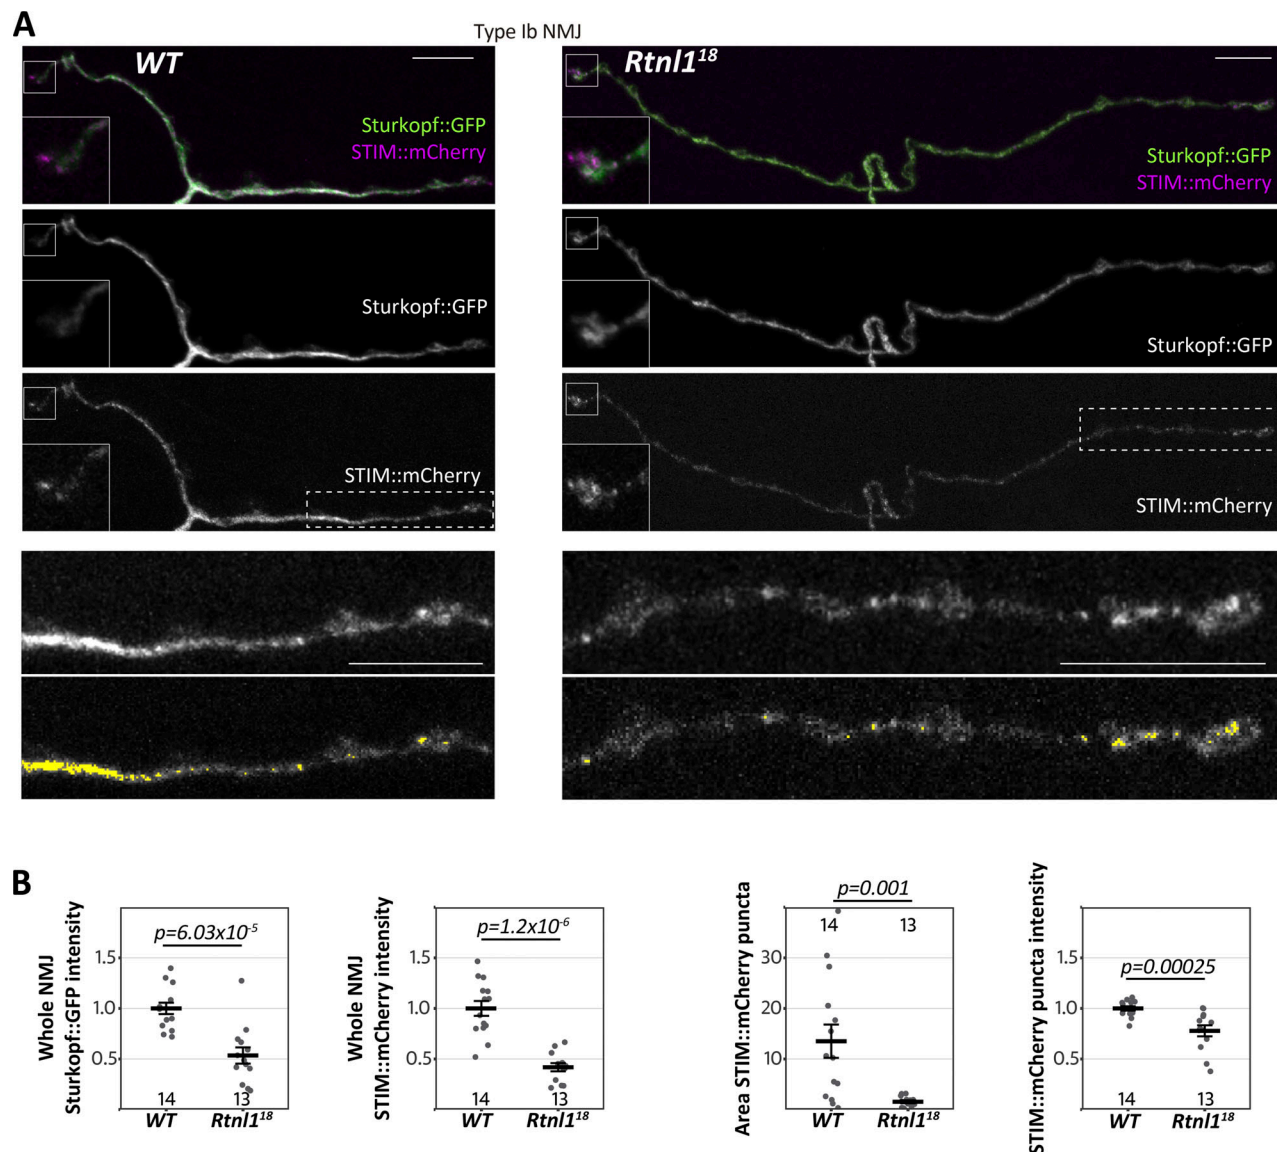 A
Type Ib NMJ
WT
Rtnl1¹⁸
Sturkopf::GFP
STIM::mCherry
Sturkopf::GFP
STIM::mCherry
Sturkopf::GFP
Sturkopf::GFP
STIM::mCherry
STIM::mCherry
B
Whole NMJ
Sturkopf::GFP intensity
p=6.03x10⁻⁵
1.5
1.0
0.5
14
13
WT
Rtnl1¹⁸
Whole NMJ
STIM::mCherry intensity
p=1.2x10⁻⁶
1.5
1.0
0.5
14
13
WT
Rtnl1¹⁸
Area STIM::mCherry puncta
p=0.001
14
13
30
20
10
WT
Rtnl1¹⁸
STIM::mCherry puncta intensity
1.5
p=0.00025
1.0
0.5
14
13
WT
Rtnl1¹⁸